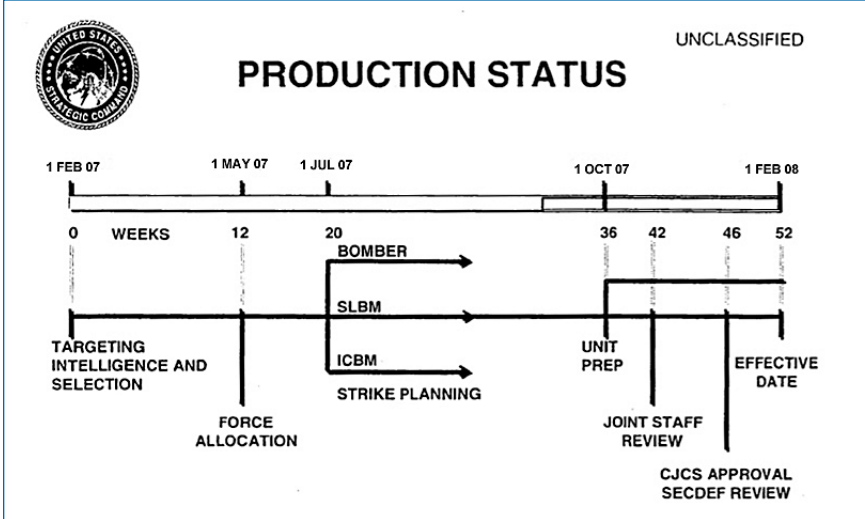 UNCLASSIFIED
UNITED STATES
STRATEGIC COMMAND
PRODUCTION STATUS
1 FEB 07
1 MAY 07
1 JUL 07
1 OCT 07
1 FEB 08
0
WEEKS
12
20
36
42
46
52
BOMBER
SLBM
ICBM
STRIKE PLANNING
TARGETING
INTELLIGENCE AND
SELECTION
FORCE
ALLOCATION
UNIT
PREP
JOINT STAFF
REVIEW
CJCS APPROVAL
SECDEF REVIEW
EFFECTIVE
DATE